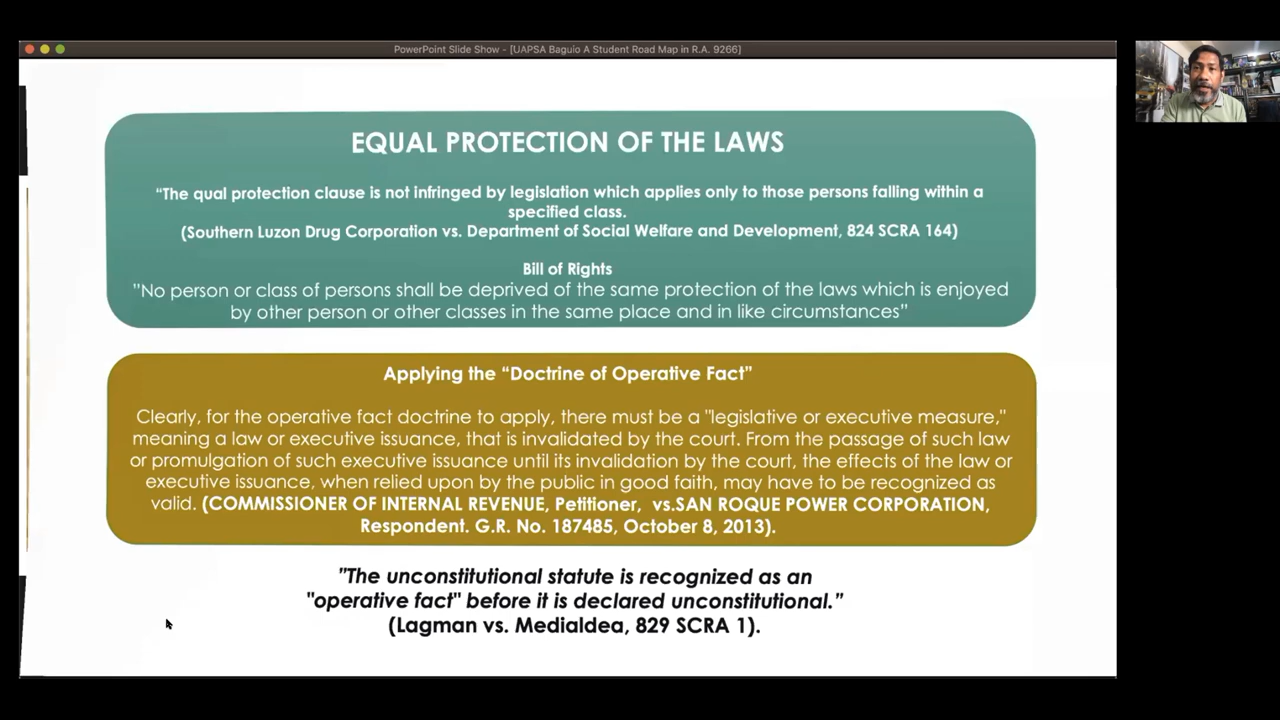 PowerPoint Slide Show - [UAPSA Baguio A Student Road Map in R.A. 9266]
EQUAL PROTECTION OF THE LAWS
“The qual protection clause is not infringed by legislation which applies only to those persons falling within a
specified class.
(Southern Luzon Drug Corporation vs. Department of Social Welfare and Development, 824 SCRA 164)
Bill of Rights
"No person or class of persons shall be deprived of the same protection of the laws which is enjoyed
by other person or other classes in the same place and in like circumstances"
Applying the “Doctrine of Operative Fact”
Clearly, for the operative fact doctrine to apply, there must be a "legislative or executive measure,"
meaning a law or executive issuance, that is invalidated by the court. From the passage of such law
or promulgation of such executive issuance until its invalidation by the court, the effects of the law or
executive issuance, when relied upon by the public in good faith, may have to be recognized as
valid. (COMMISSIONER OF INTERNAL REVENUE, Petitioner, vs.SAN ROQUE POWER CORPORATION,
Respondent. G.R. No. 187485, October 8, 2013).
"The unconstitutional statute is recognized as an
"operative fact" before it is declared unconstitutional."
(Lagman vs. Medialdea, 829 SCRA 1).